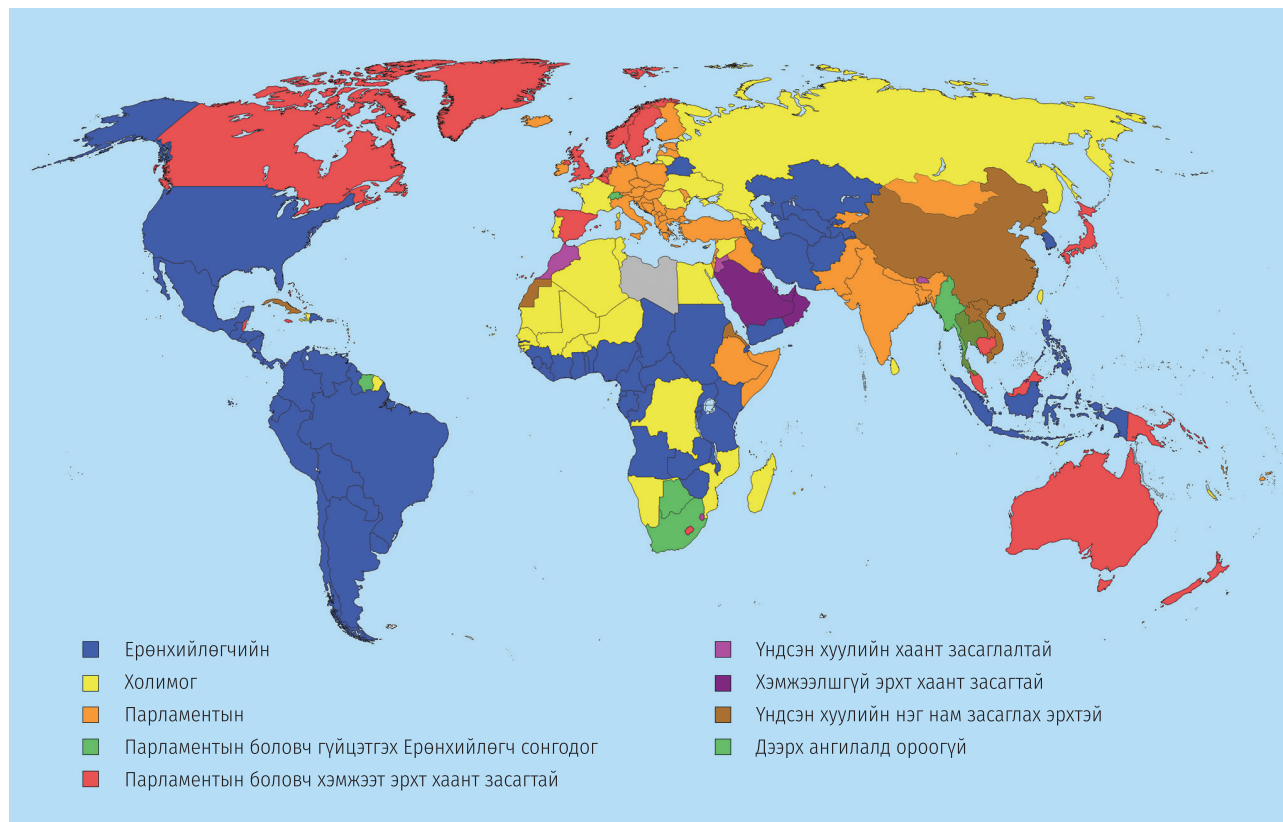 Ерөнхийлөгчийн
Холимог
Парламентын
Парламентын боловч гүйцэтгэх Ерөнхийлөгч сонгодог
Парламентын боловч хэмжээт эрхт хаант засагтай
Үндсэн хуулийн хаант засаглалтай
Хэмжээлшгүй эрхт хаант засагтай
Үндсэн хуулийн нэг нам засаглах эрхтэй
Дээрх ангилалд ороогүй